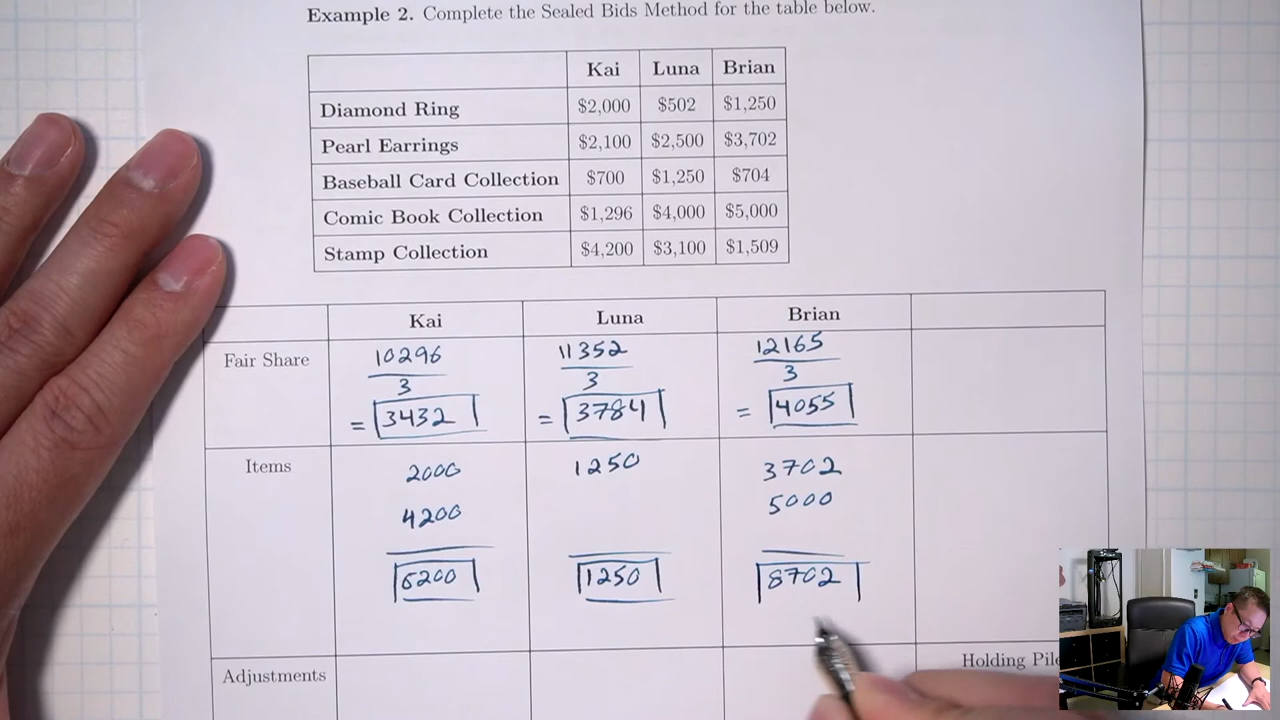 Example 2. Complete the Sealed Bids Method for the table below.
Kai Luna Brian
Diamond Ring $2,000 $502 $1,250
Pearl Earrings $2,100 $2,500 $3,702
Baseball Card Collection $700 $1,250 $704
Comic Book Collection $1,296 $4,000 $5,000
Stamp Collection $4,200 $3,100 $1,509
Kai Luna Brian
Fair Share 10296 11352 12165
3 3 3
= 3432 = 3784 = 4055
Items 2000 1250 3702
4200 5000
6200 1250 8702
Adjustments Holding